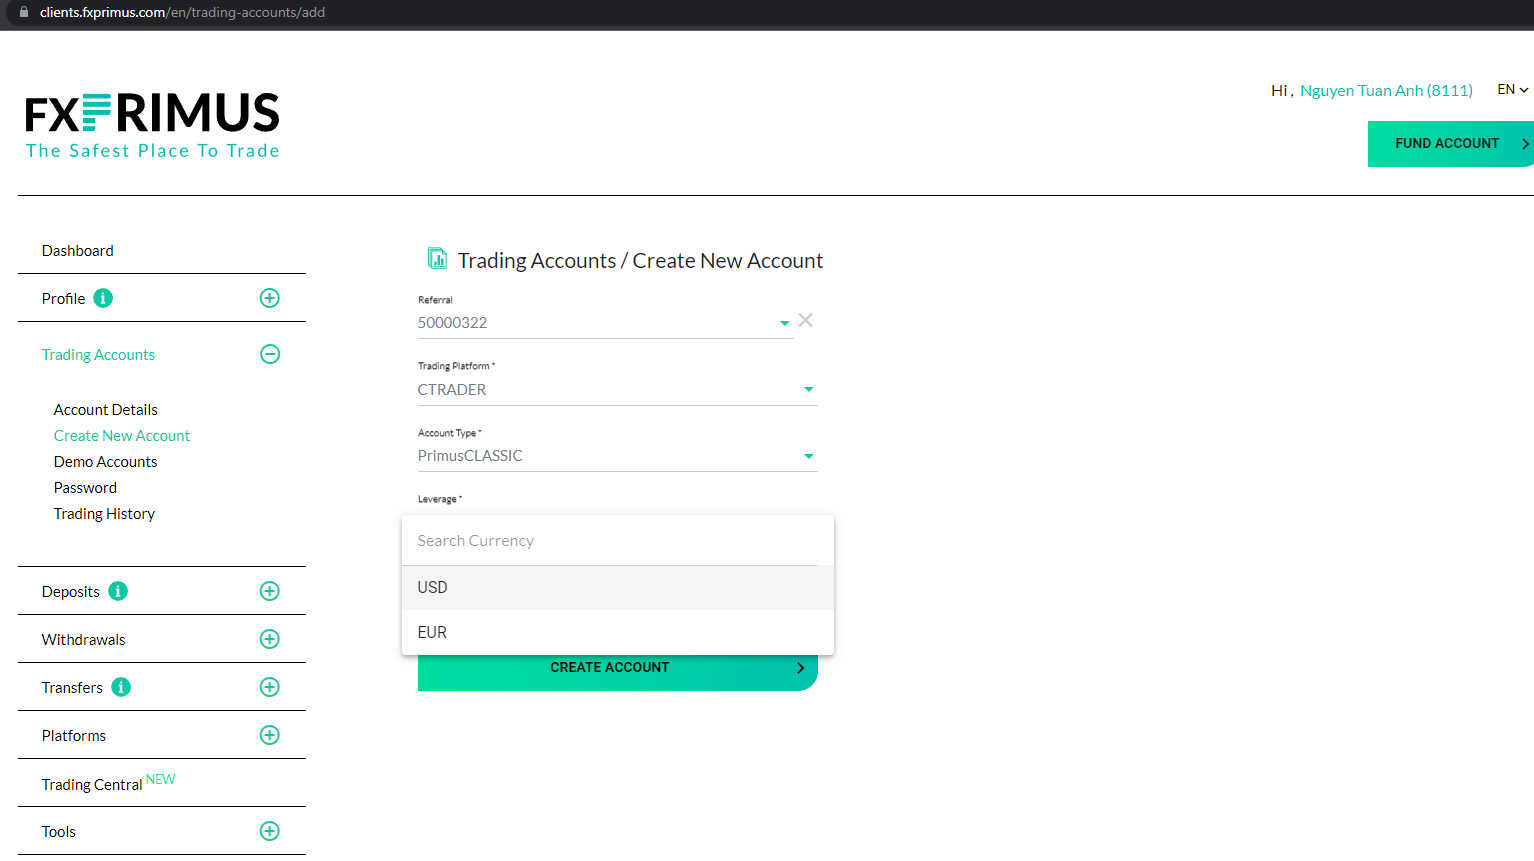 clients.fxprimus.com/en/trading-accounts/add
FXPRIMUS
The Safest Place To Trade
Hi , Nguyen Tuan Anh (8111)
EN
FUND ACCOUNT
Dashboard
Profile
Trading Accounts
Account Details
Create New Account
Demo Accounts
Password
Trading History
Deposits
Withdrawals
Transfers
Platforms
Trading Central NEW
Tools
Trading Accounts / Create New Account
Referral
50000322
Trading Platform *
CTRADER
Account Type *
PrimusCLASSIC
Leverage *
Search Currency
USD
EUR
CREATE ACCOUNT